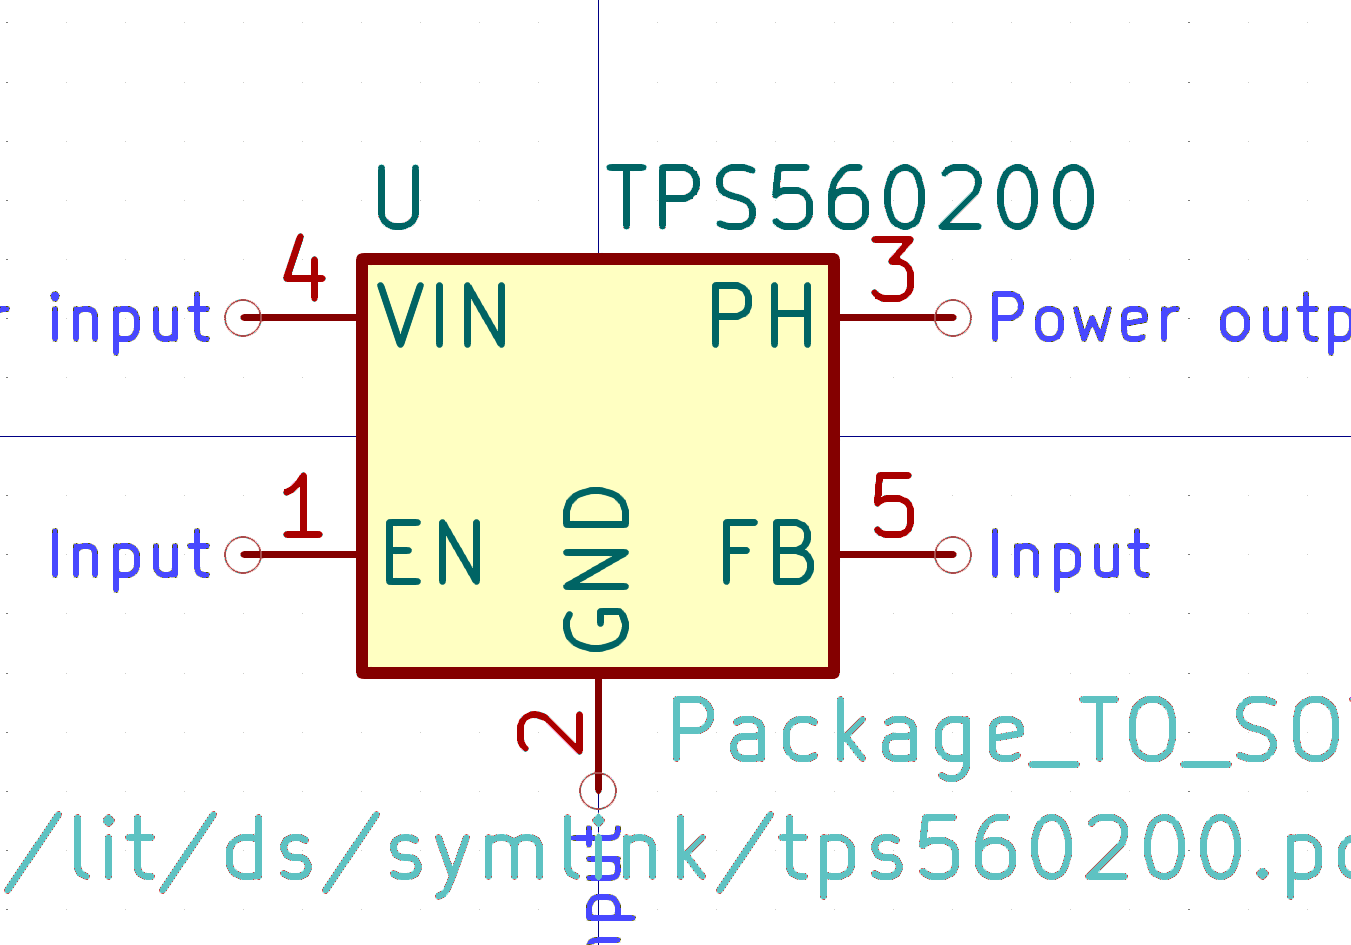 U TPS560200
4 3
r input VIN PH Power outp
1 5
Input EN GND FB Input
2
Package_TO_SO
/lit/ds/symlink/tps560200.p
nput